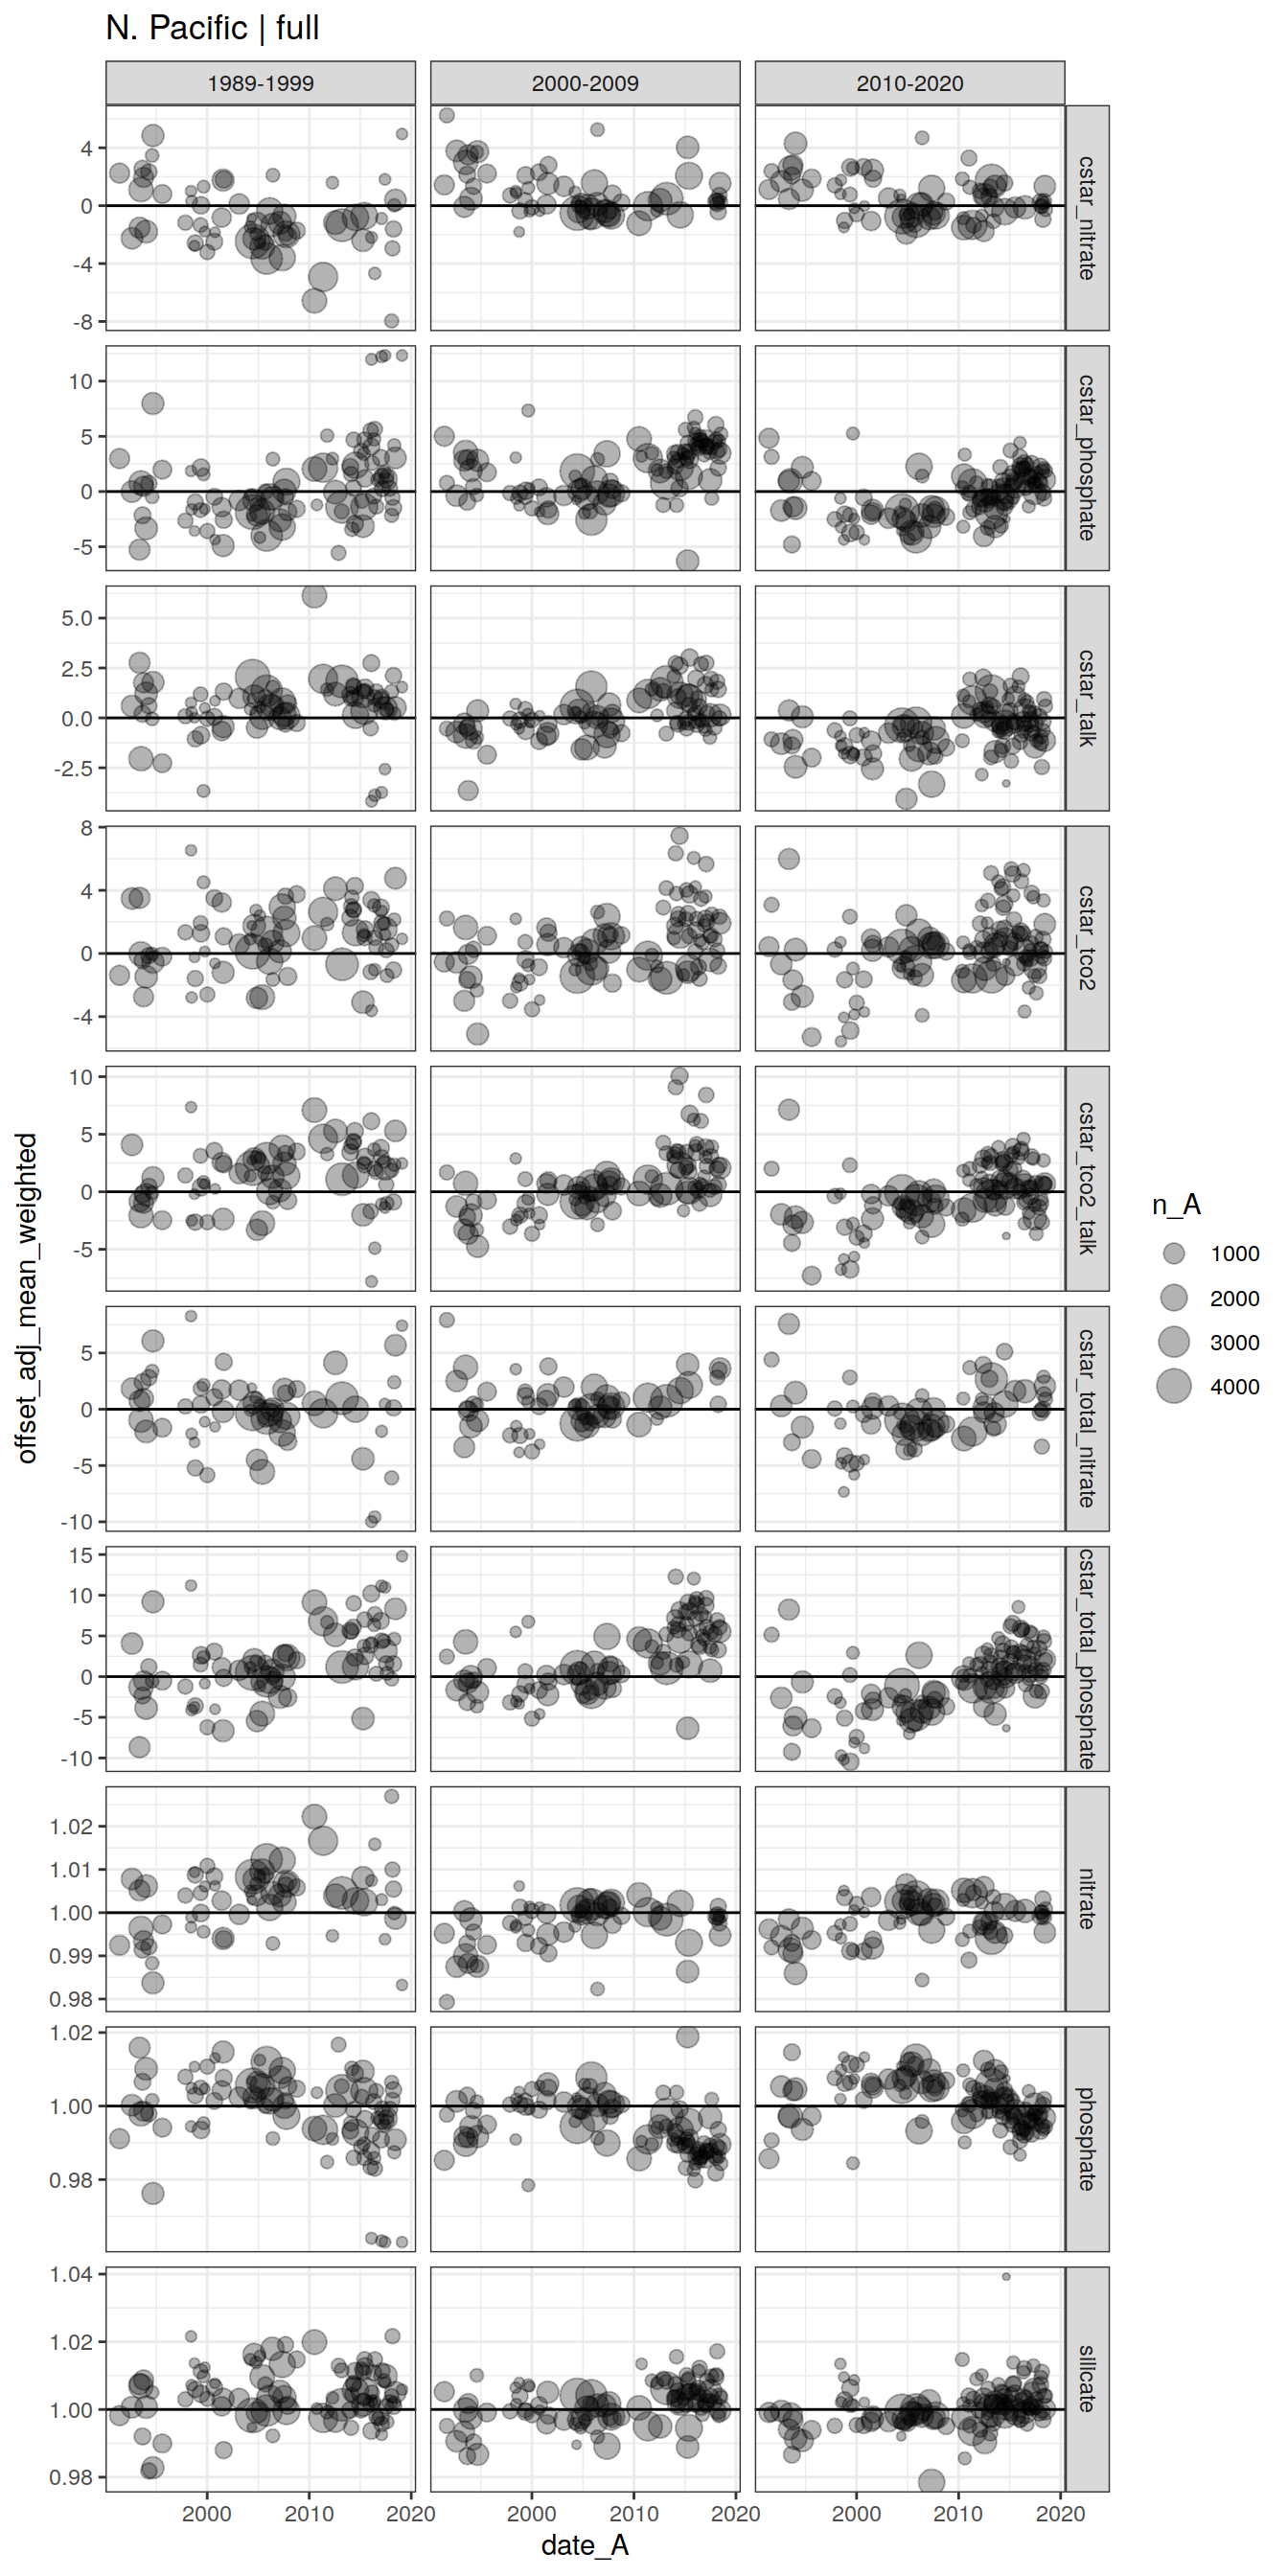 N. Pacific | full
1989-1999 2000-2009 2010-2020
4
0
-4
-8
cstar_nitrate
10
5
0
-5
cstar_phosphate
5.0
2.5
0.0
-2.5
cstar_talk
8
4
0
-4
cstar_tco2
10
5
0
-5
cstar_tco2_talk
5
0
-5
-10
cstar_total_nitrate
15
10
5
0
-5
-10
cstar_total_phosphate
1.02
1.01
1.00
0.99
0.98
nitrate
1.02
1.00
0.98
phosphate
1.04
1.02
1.00
0.98
silicate
2000 2010 2020 2000 2010 2020 2000 2010 2020
date_A
offset_adj_mean_weighted
n_A
1000
2000
3000
4000